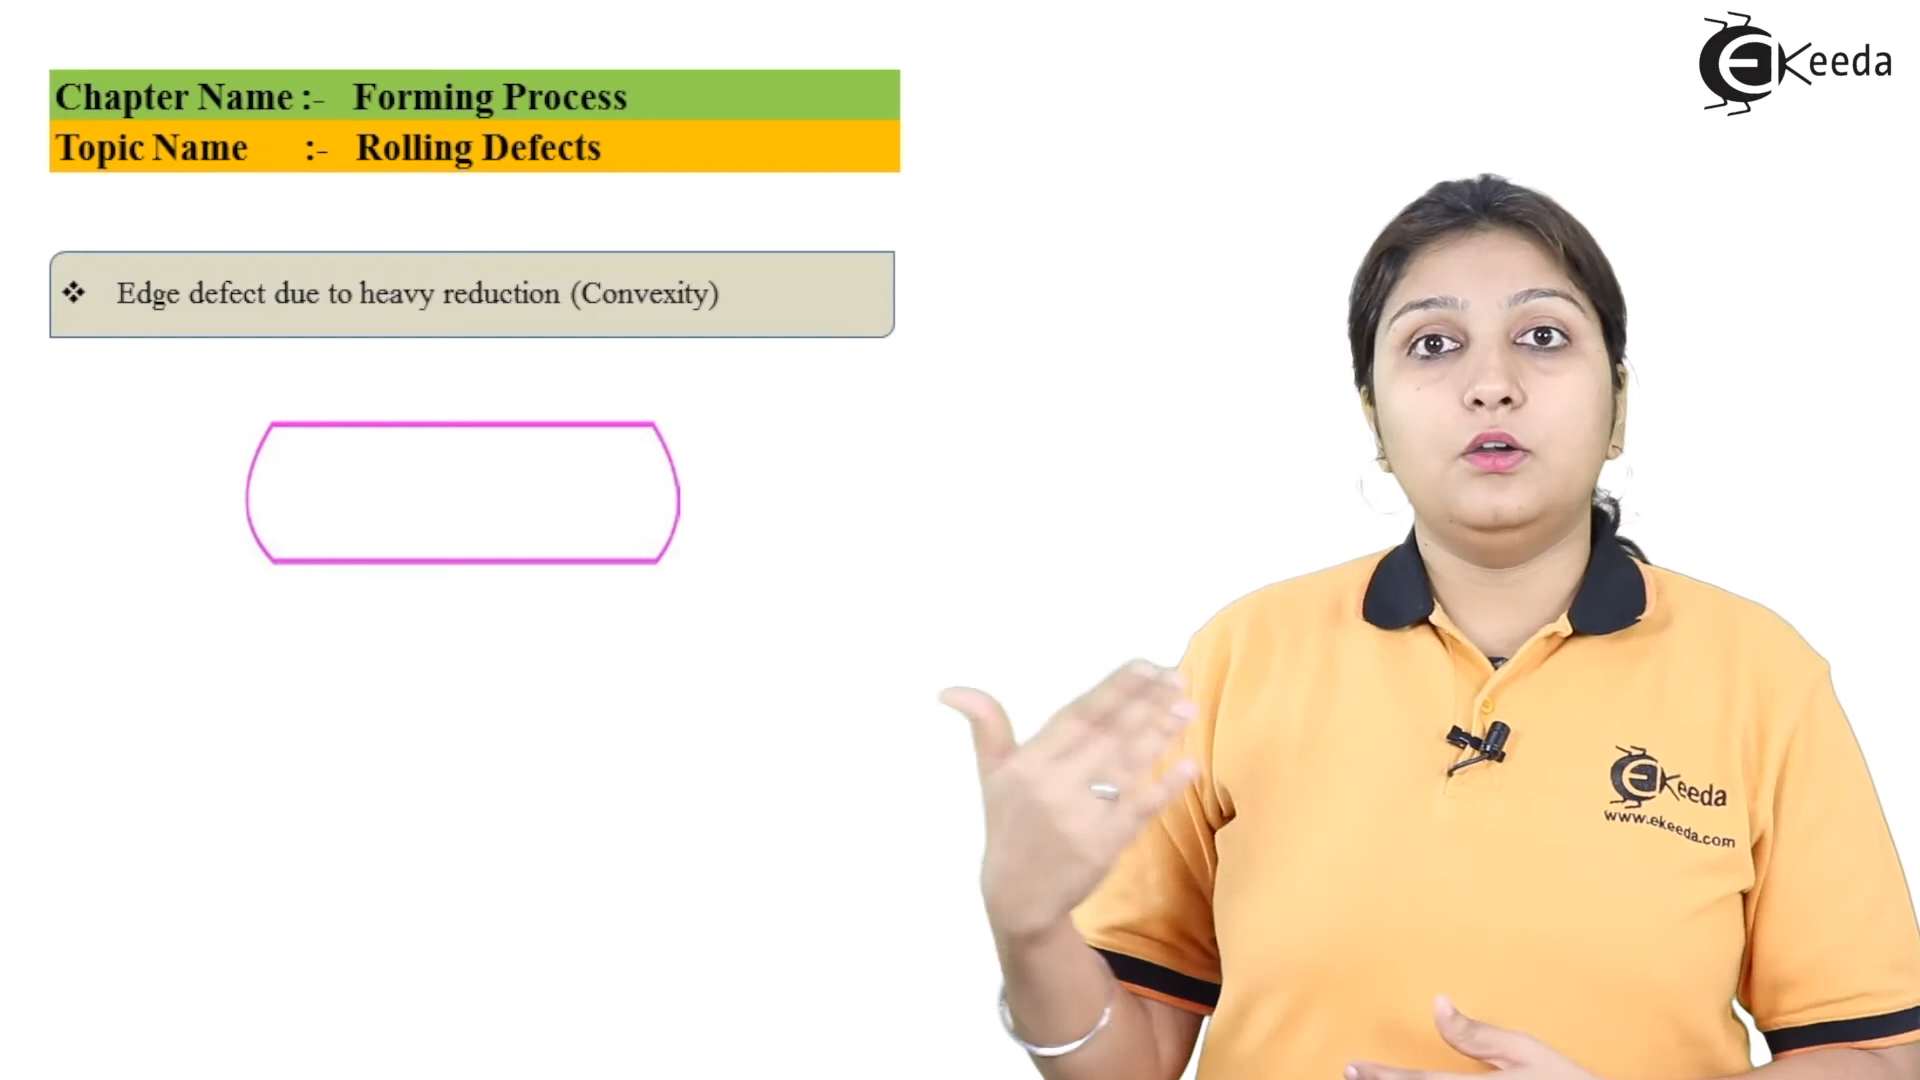 Chapter Name :- Forming Process
Topic Name :- Rolling Defects
Keeda
❖ Edge defect due to heavy reduction (Convexity)
Keeda
www.ekeeda.com